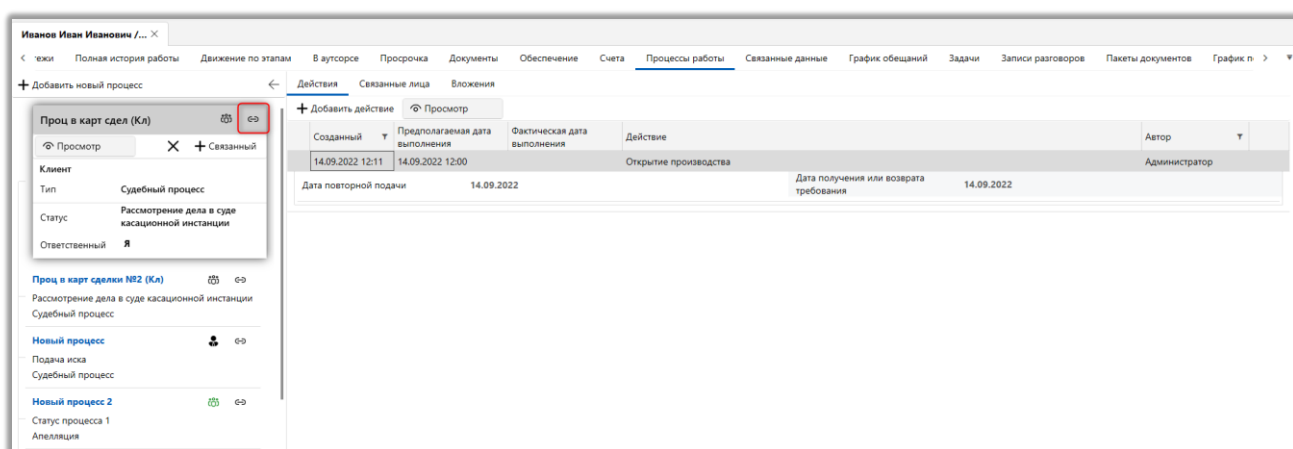 Иванов Иван Иванович /...
тежи Полная история работы Движение по этапам В аутсорсе Просрочка Документы Обеспечение Счета Процессы работы Связанные данные График обещаний Задачи Записи разговоров Пакеты документов График п
Добавить новый процесс
Действия Связанные лица Вложения
Проц в карт сдел (Кл)
Просмотр + Связанный
Клиент
Тип Судебный процесс
Статус Рассмотрение дела в суде
касационной инстанции
Ответственный Я
Проц в карт сделки №2 (Кл)
Рассмотрение дела в суде касационной инстанции
Судебный процесс
Новый процесс
Подача иска
Судебный процесс
Новый процесс 2
Статус процесса 1
Апелляция
+ Добавить действие Просмотр
Созданный Предполагаемая дата выполнения Фактическая дата выполнения Действие Автор
14.09.2022 12:11 14.09.2022 12:00 Открытие производства Администратор
Дата повторной подачи 14.09.2022 Дата получения или возврата требования 14.09.2022